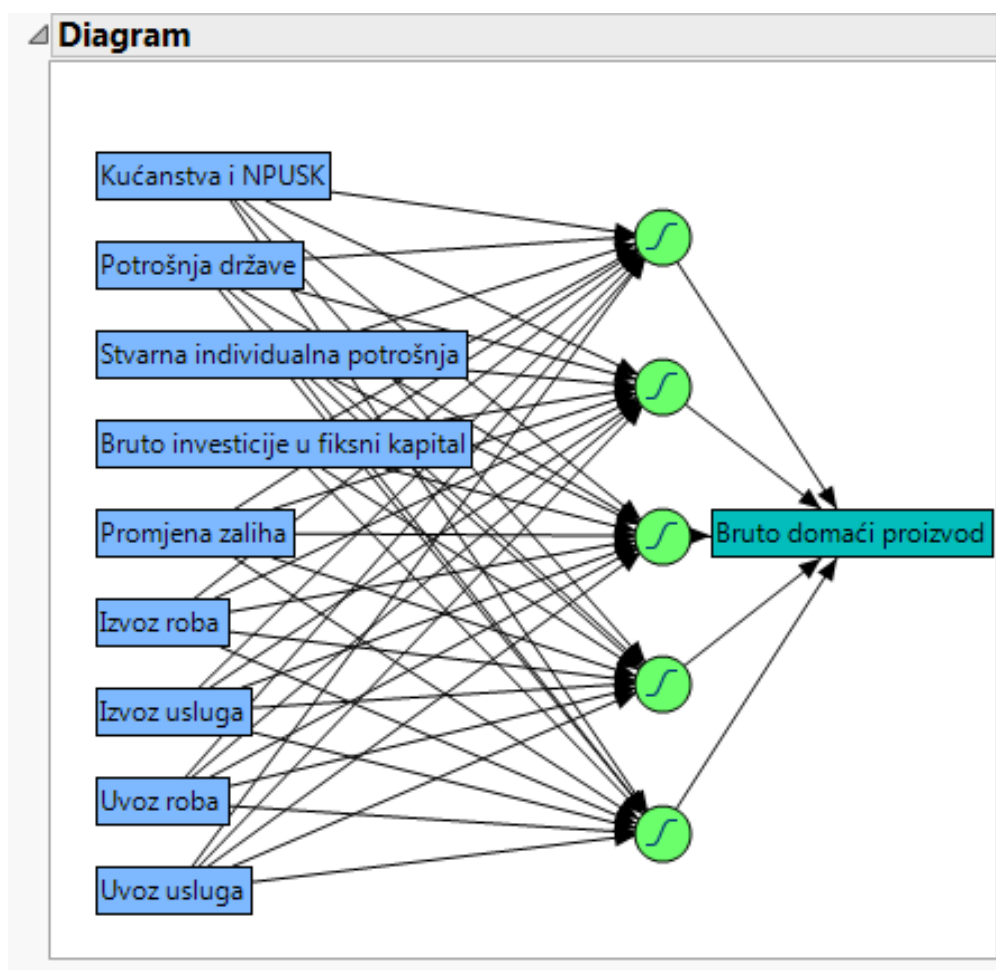 Diagram
Kućanstva i NPUSK
Potrošnja države
Stvarna individualna potrošnja
Bruto investicije u fiksni kapital
Promjena zaliha
Izvoz roba
Izvoz usluga
Uvoz roba
Uvoz usluga
Bruto domaći proizvod